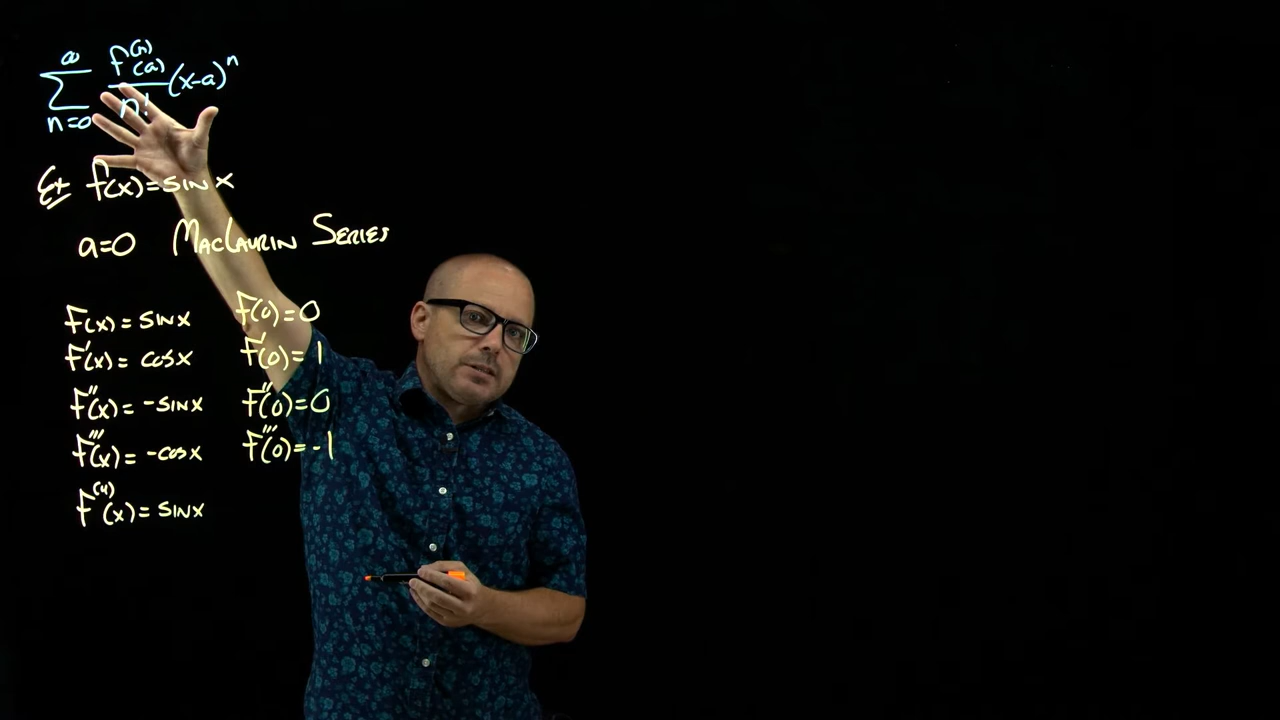 ∞ Σ n=0 f^(n)(a)/n! (x-a)^n
Ex f(x)=sin x
a=0 MacLaurin Series
f(x)=sin x f(0)=0
f'(x)=cos x f'(0)=1
f''(x)=-sin x f''(0)=0
f'''(x)=-cos x f'''(0)=-1
f^(4)(x)=sin x